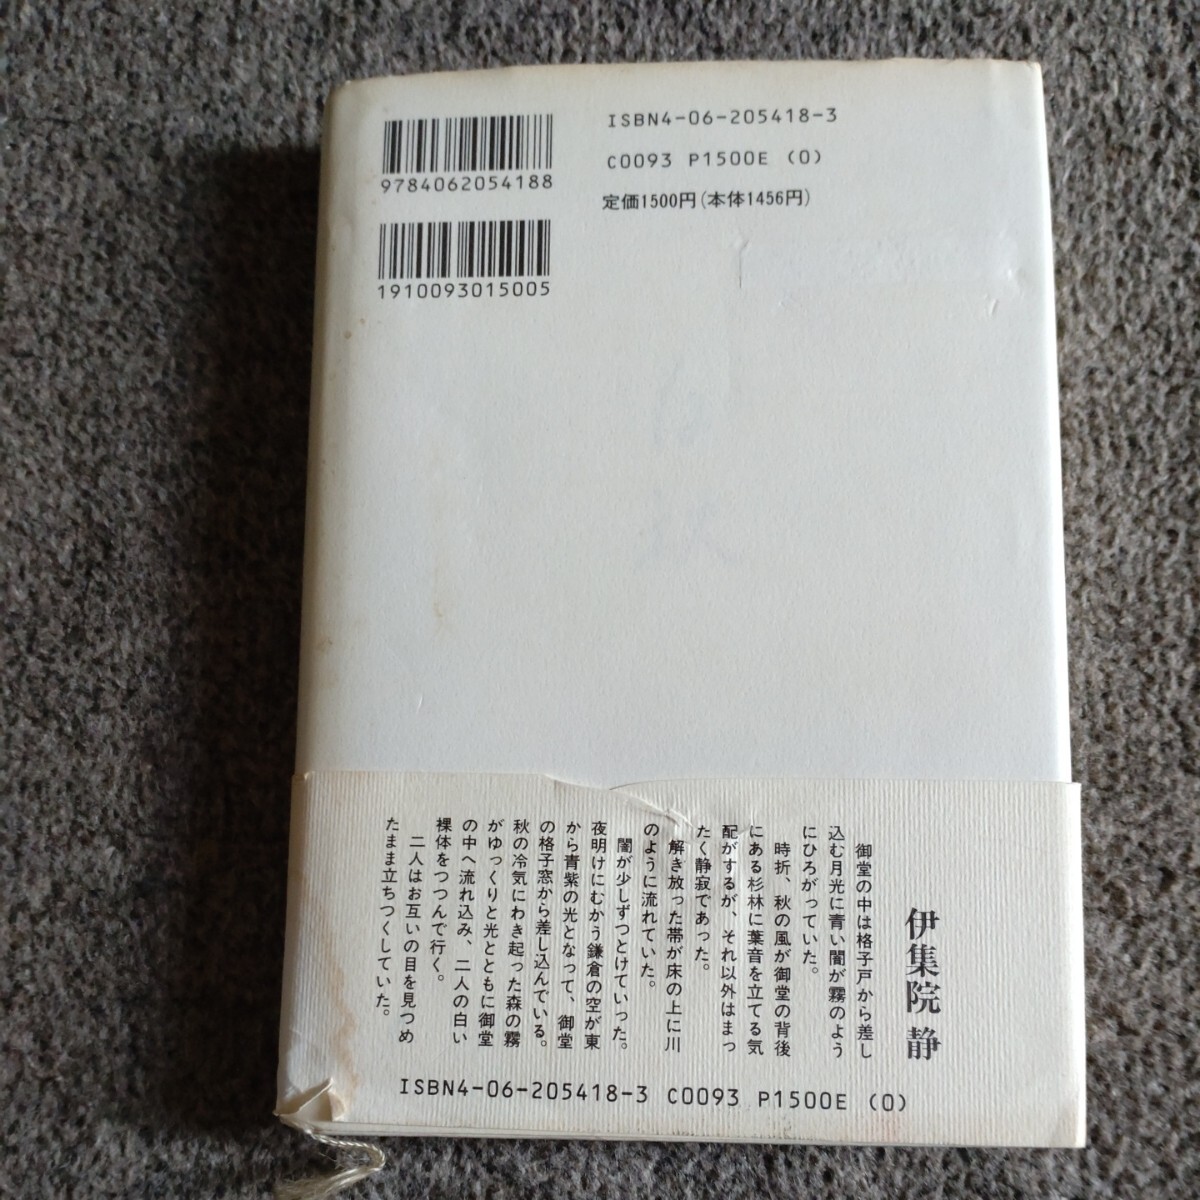 ISBN4-06-205418-3
C0093 P1500E (0)
定価1500円(本体1456円)
9784062054188
1910093015005
伊集院 静
御堂の中は格子戸から差し
込む月光に青い闇が霧のよう
にひろがっていた。
時折、秋の風が御堂の背後
にある杉林に葉音を立てる気
配がするが、それ以外はまっ
たく静寂であった。
解き放った帯が床の上に川
のように流れていた。
闇が少しずつとけていった。
夜明けにむかう鎌倉の空が東
から青紫の光となって、御堂
の格子窓から差し込んでいる。
秋の冷気にわき起った森の霧
がゆっくりと光とともに御堂
の中へ流れ込み、二人の白い
裸体をつつんで行く。
二人はお互いの目を見つめ
たまま立ちつくしていた。
ISBN4-06-205418-3 C0093 P1500E (0)